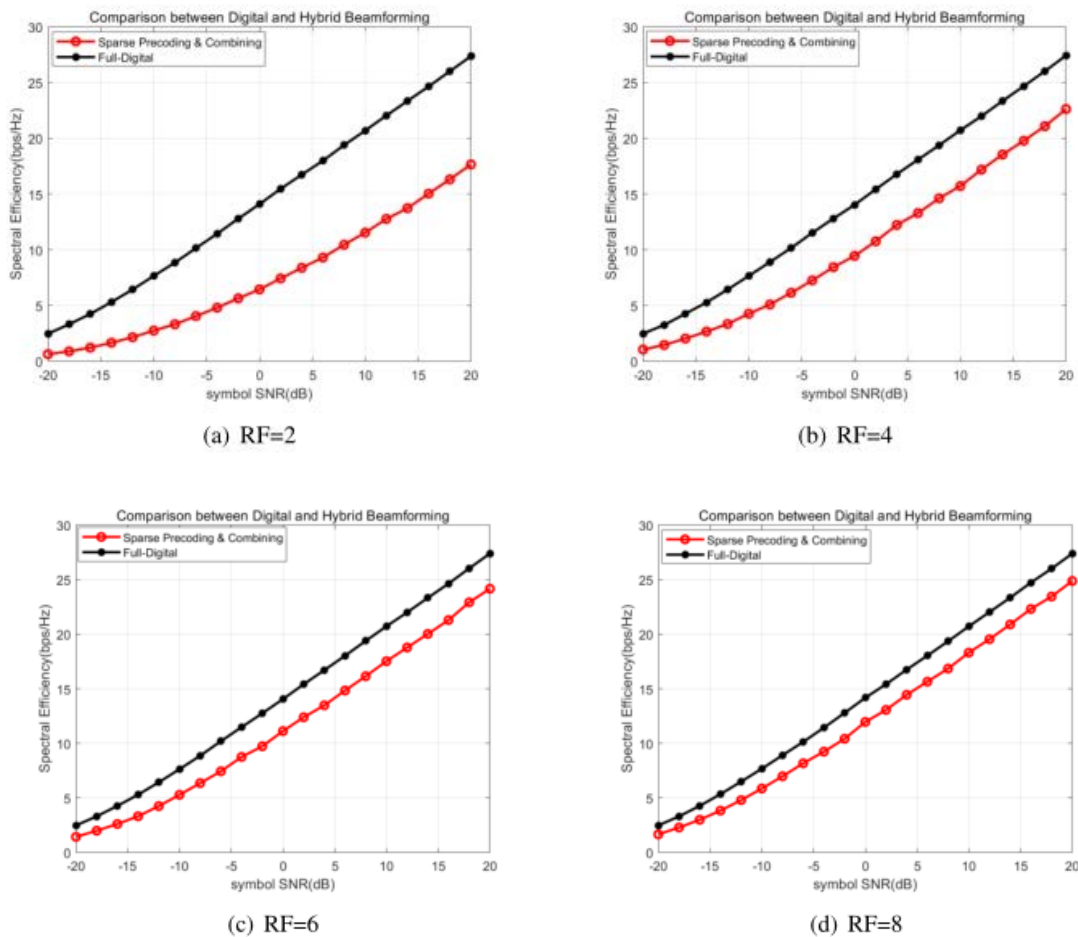 Comparison between Digital and Hybrid Beamforming
Sparse Precoding & Combining
Full-Digital
Spectral Efficiency(bps/Hz)
30
25
20
15
10
5
0
-20 -15 -10 -5 0 5 10 15 20
symbol SNR(dB)
(a) RF=2
Comparison between Digital and Hybrid Beamforming
Sparse Precoding & Combining
Full-Digital
Spectral Efficiency(bps/Hz)
30
25
20
15
10
5
0
-20 -15 -10 -5 0 5 10 15 20
symbol SNR(dB)
(b) RF=4
Comparison between Digital and Hybrid Beamforming
Sparse Precoding & Combining
Full-Digital
Spectral Efficiency(bps/Hz)
30
25
20
15
10
5
0
-20 -15 -10 -5 0 5 10 15 20
symbol SNR(dB)
(c) RF=6
Comparison between Digital and Hybrid Beamforming
Sparse Precoding & Combining
Full-Digital
Spectral Efficiency(bps/Hz)
30
25
20
15
10
5
0
-20 -15 -10 -5 0 5 10 15 20
symbol SNR(dB)
(d) RF=8